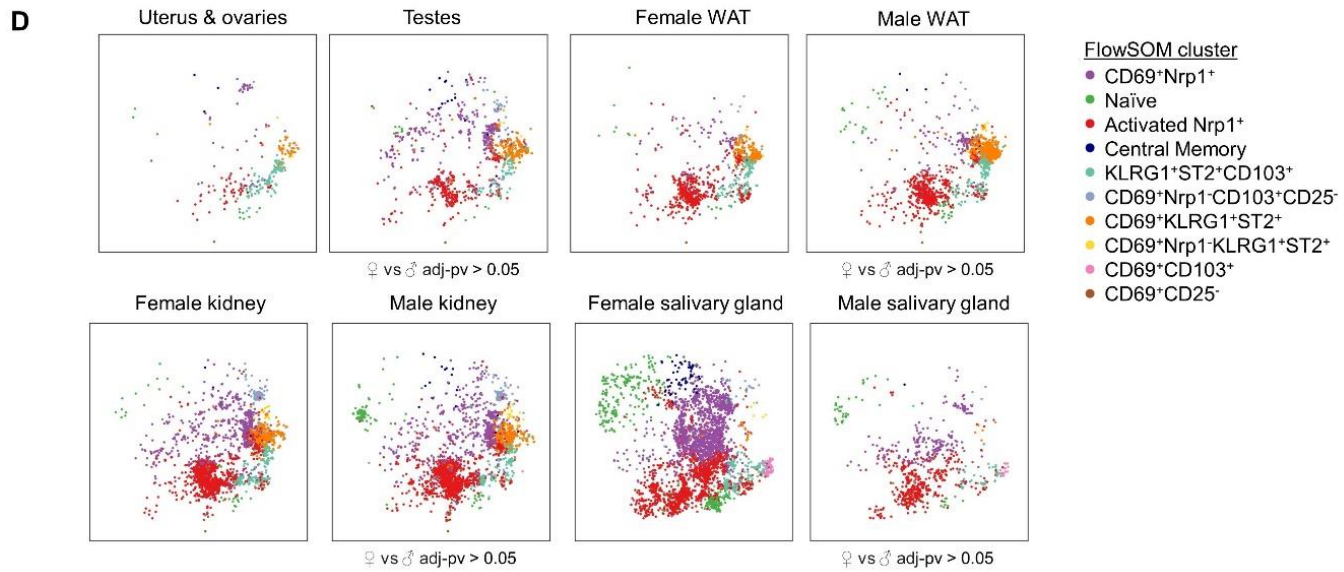 D
Uterus & ovaries
Testes
Female WAT
Male WAT
♀ vs ♂ adj-pv > 0.05
♀ vs ♂ adj-pv > 0.05
Female kidney
Male kidney
Female salivary gland
Male salivary gland
♀ vs ♂ adj-pv > 0.05
♀ vs ♂ adj-pv > 0.05
FlowSOM cluster
CD69⁺Nrp1⁺
Naïve
Activated Nrp1⁺
Central Memory
KLRG1⁺ST2⁺CD103⁺
CD69⁺Nrp1⁻CD103⁺CD25⁻
CD69⁺KLRG1⁺ST2⁺
CD69⁺Nrp1⁻KLRG1⁺ST2⁺
CD69⁺CD103⁺
CD69⁺CD25⁻